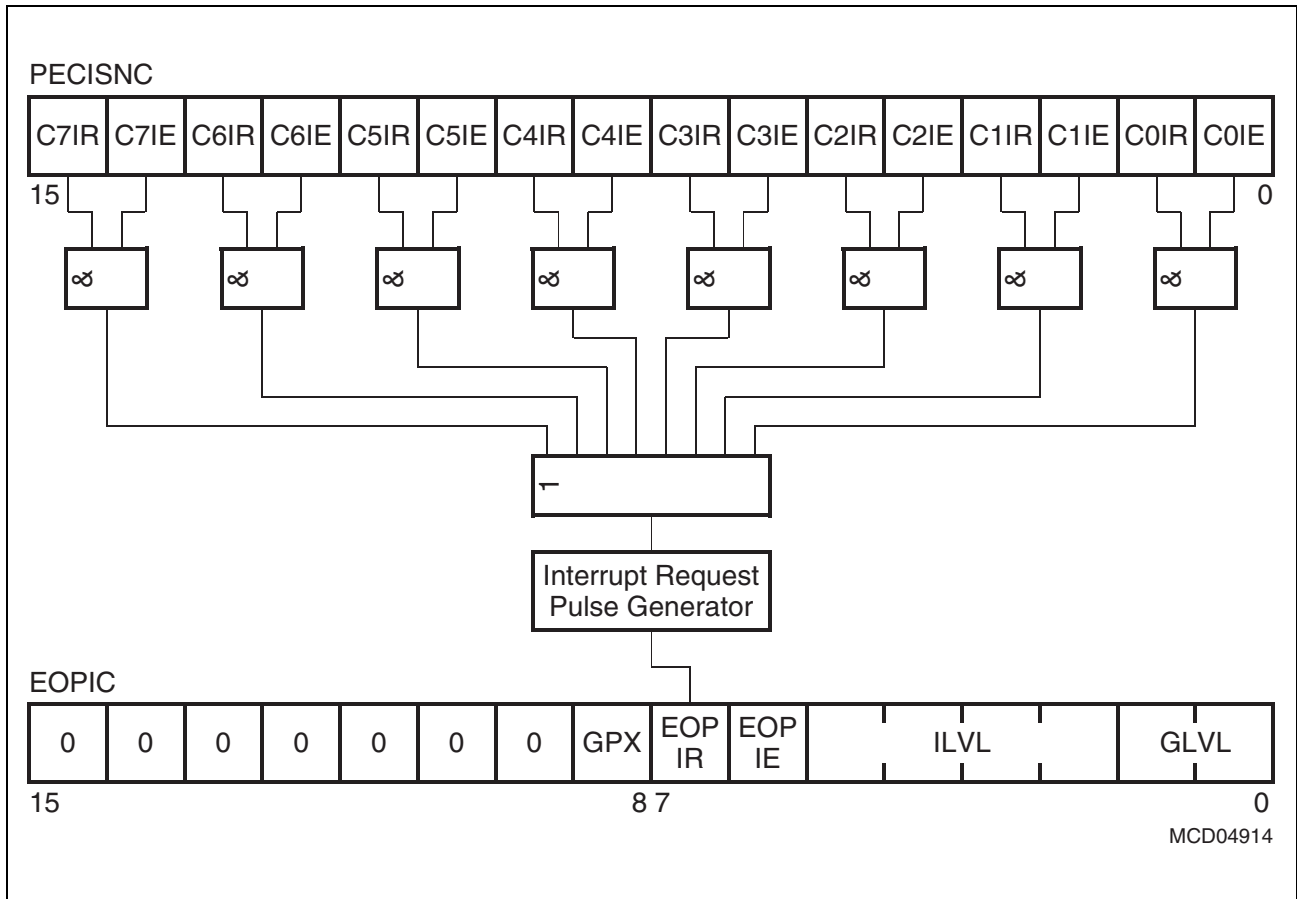 PECISNC
C7IR C7IE C6IR C6IE C5IR C5IE C4IR C4IE C3IR C3IE C2IR C2IE C1IR C1IE C0IR C0IE
15 0
& & & & & & & &
1
Interrupt Request
Pulse Generator
EOPIC
0 0 0 0 0 0 0 GPX EOP IR EOP IE ILVL GLVL
15 8 7 0
MCD04914